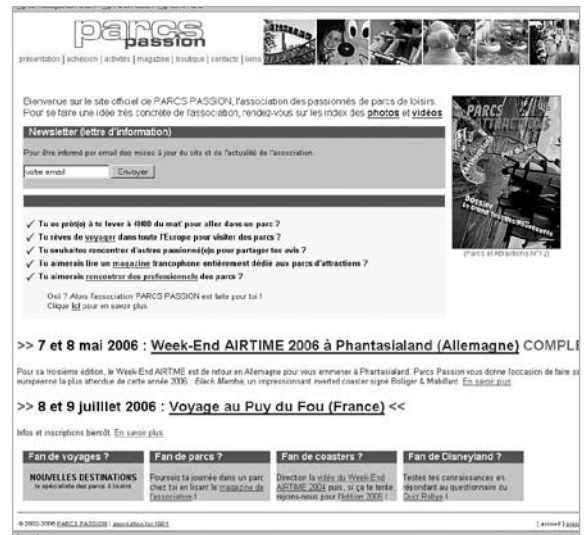 parcs
passion
présentation | adhésion | activités | magazine | boutique | contacts | liens
Bienvenue sur le site officiel de PARCS PASSION, l'association des passionnés de parcs de loisirs.
Pour se faire une idée très concrète de l'association, rendez-vous sur les index des photos et vidéos
Newsletter (lettre d'information)
Pour être informé par email des mises à jour du site et de l'actualité de l'association.
votre email Envoyer
✓ Tu es prêt(e) à te lever à 4H00 du mat' pour aller dans un parc ?
✓ Tu rêves de voyager dans toute l'Europe pour visiter des parcs ?
✓ Tu souhaites rencontrer d'autres passionné(e)s pour partager tes avis ?
✓ Tu aimerais lire un magazine francophone entièrement dédié aux parcs d'attractions ?
✓ Tu aimerais rencontrer des professionnels des parcs ?
Oui ? Alors l'association PARCS PASSION est faite pour toi !
Clique ici pour en savoir plus.
PARCS
ATTRACTIONS
Dossier
(Parcs et Attractions N°12)
>> 7 et 8 mai 2006 : Week-End AIRTIME 2006 à Phantasialand (Allemagne) COMPLE
Pour sa troisième édition, le Week-End AIRTIME est de retour en Allemagne pour vous emmener à Phantasialand. Parcs Passion vous donne l'occasion de faire sa
européenne la plus attendue de cette année 2006 : Black Mamba, un impressionnant inverted coaster signé Bolliger & Mabillard. En savoir plus.
>> 8 et 9 juilllet 2006 : Voyage au Puy du Fou (France) <<
Infos et inscriptions bientôt. En savoir plus.
Fan de voyages ?
NOUVELLES DESTINATIONS
le spécialiste des parcs à loisirs
Fan de parcs ?
Poursuis ta journée dans un parc
chez toi en lisant le magazine de
l'association !
Fan de coasters ?
Direction la vidéo du Week-End
AIRTIME 2004 puis, si ça te tente,
rejoins-nous pour l'édition 2006 !
Fan de Disneyland ?
Testes tes connaissances en
répondant au questionnaire du
Quiz Rallye !
© 2002-2006 PARCS PASSION | association loi 1901
[ accueil |